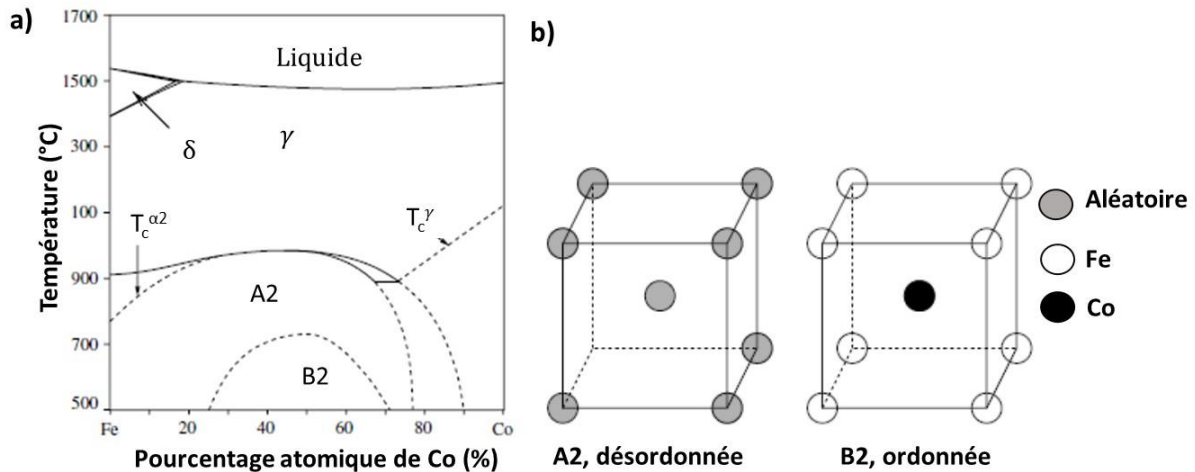 a)
1700
Liquide
1500
δ
γ
300
100
T_c^α2
T_c^γ
900
A2
700
B2
500
Fe
20
40
60
80
Co
Température (°C)
Pourcentage atomique de Co (%)
b)
Aléatoire
Fe
Co
A2, désordonnée
B2, ordonnée